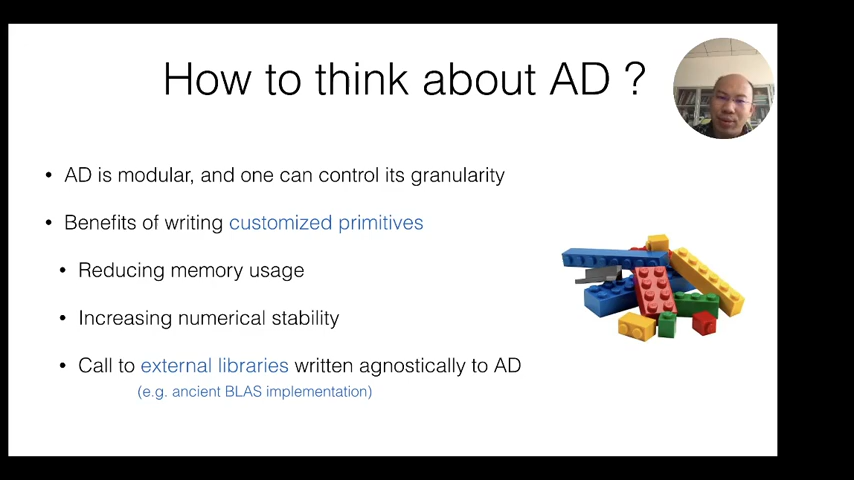 How to think about AD ?
• AD is modular, and one can control its granularity
• Benefits of writing customized primitives
• Reducing memory usage
• Increasing numerical stability
• Call to external libraries written agnostically to AD
(e.g. ancient BLAS implementation)